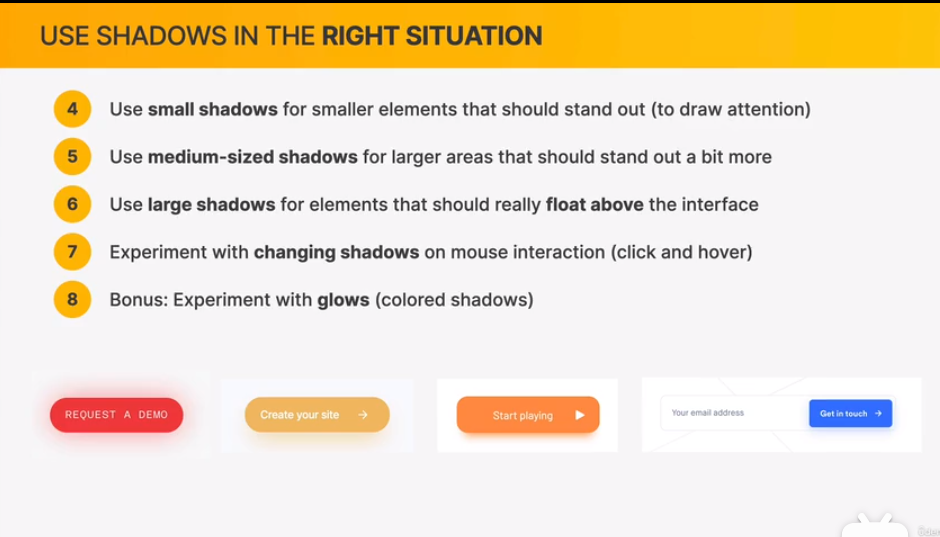 USE SHADOWS IN THE RIGHT SITUATION
4 Use small shadows for smaller elements that should stand out (to draw attention)
5 Use medium-sized shadows for larger areas that should stand out a bit more
6 Use large shadows for elements that should really float above the interface
7 Experiment with changing shadows on mouse interaction (click and hover)
8 Bonus: Experiment with glows (colored shadows)
REQUEST A DEMO
Create your site →
Start playing
Your email address
Get in touch →